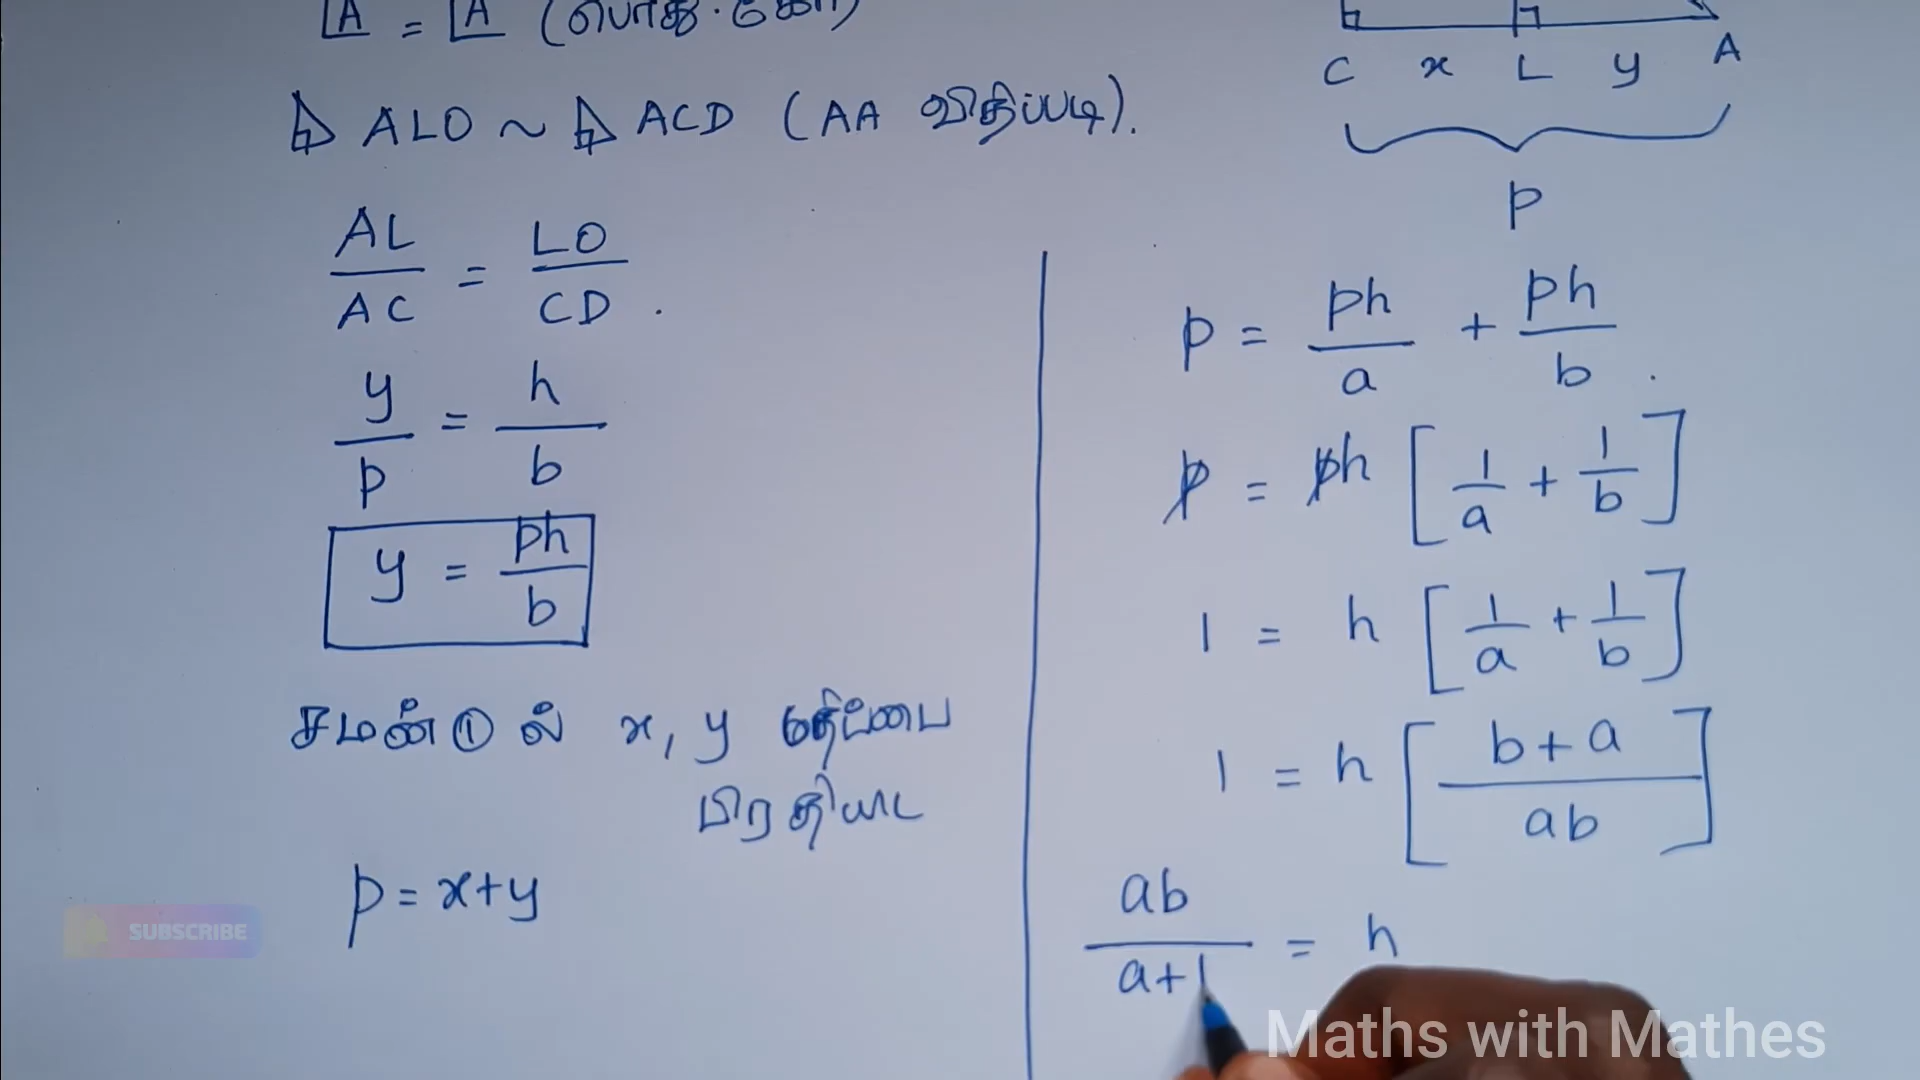 ∠A = ∠A (பொது கோ)
△ ALO ~ △ ACD (AA விதிப்படி).
AL/AC = LO/CD.
y/p = h/b
y = ph/b
சமன் ① ல் x, y மதிப்பை
பிரதியிட
p = x+y
C x L y A
p
p = ph/a + ph/b.
p = ph [1/a + 1/b]
1 = h [1/a + 1/b]
1 = h [b+a/ab]
ab/a+ = h
SUBSCRIBE
Maths with Mathes